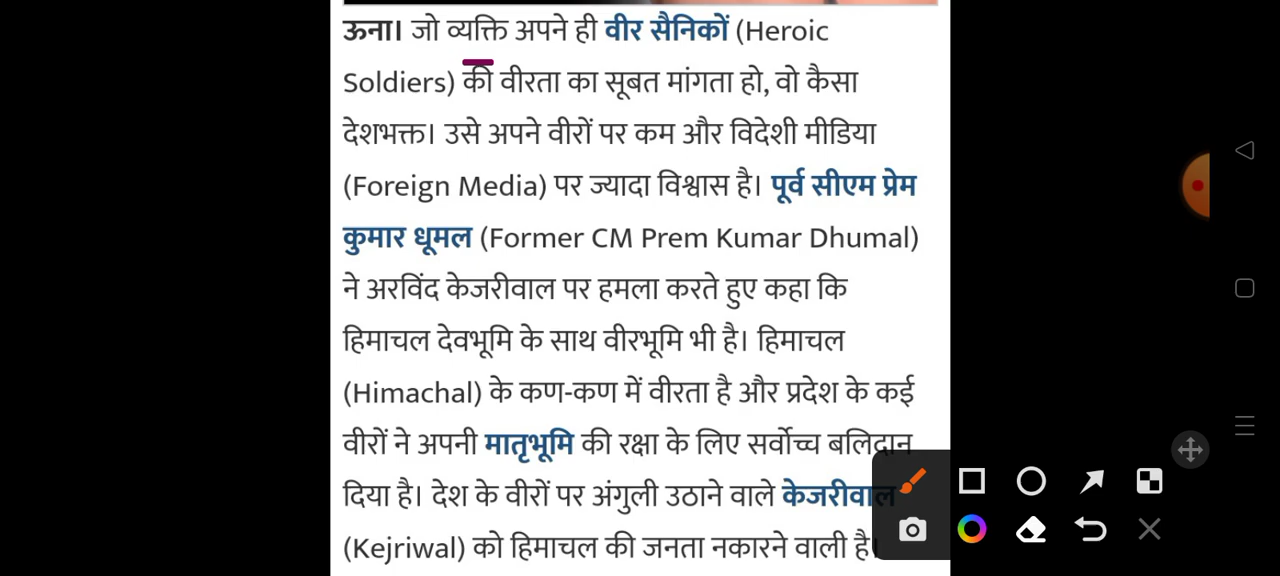 ऊना। जो व्यक्ति अपने ही वीर सैनिकों (Heroic
Soldiers) की वीरता का सूबत मांगता हो, वो कैसा
देशभक्त। उसे अपने वीरों पर कम और विदेशी मीडिया
(Foreign Media) पर ज्यादा विश्वास है। पूर्व सीएम प्रेम
कुमार धूमल (Former CM Prem Kumar Dhumal)
ने अरविंद केजरीवाल पर हमला करते हुए कहा कि
हिमाचल देवभूमि के साथ वीरभूमि भी है। हिमाचल
(Himachal) के कण-कण में वीरता है और प्रदेश के कई
वीरों ने अपनी मातृभूमि की रक्षा के लिए सर्वोच्च बलिदान
दिया है। देश के वीरों पर अंगुली उठाने वाले केजरीवाल
(Kejriwal) को हिमाचल की जनता नकारने वाली है।